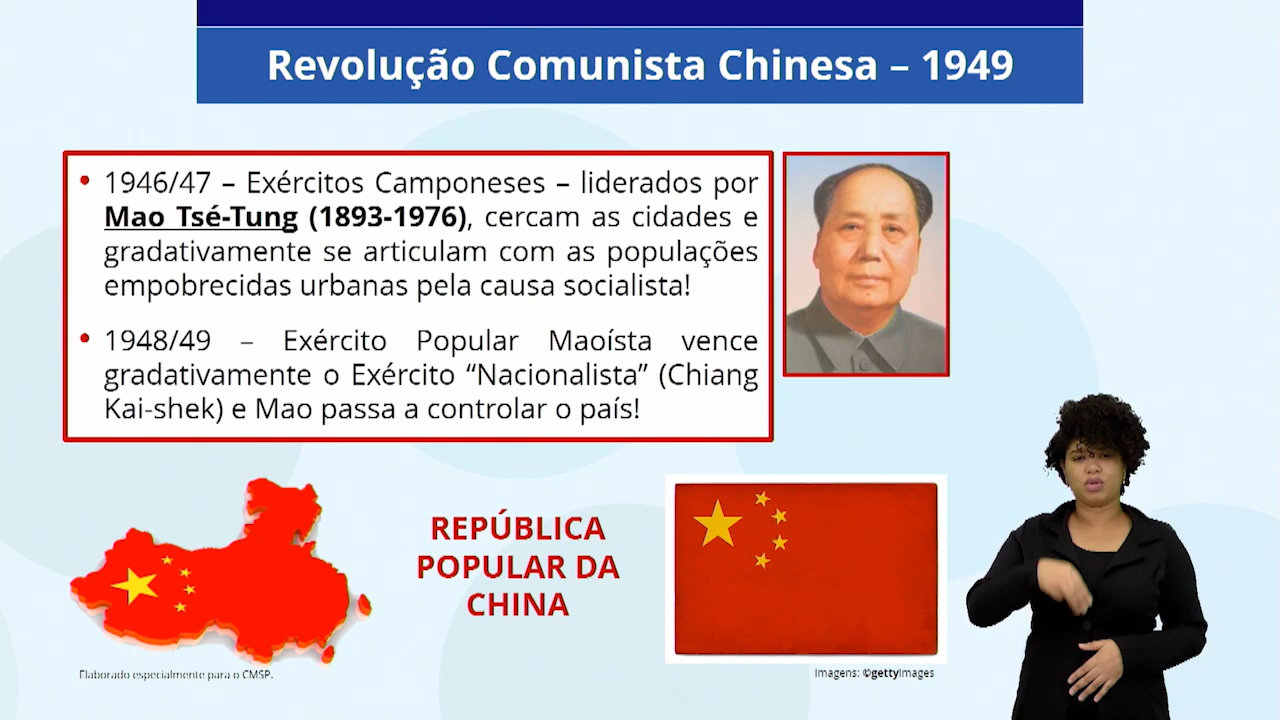 Revolução Comunista Chinesa – 1949
• 1946/47 – Exércitos Camponeses – liderados por
Mao Tsé-Tung (1893-1976), cercam as cidades e
gradativamente se articulam com as populações
empobrecidas urbanas pela causa socialista!
• 1948/49 – Exército Popular Maoísta vence
gradativamente o Exército “Nacionalista” (Chiang
Kai-shek) e Mao passa a controlar o país!
REPÚBLICA
POPULAR DA
CHINA
Elaborado especialmente para o CMSP.
Imagens: ©gettyimages